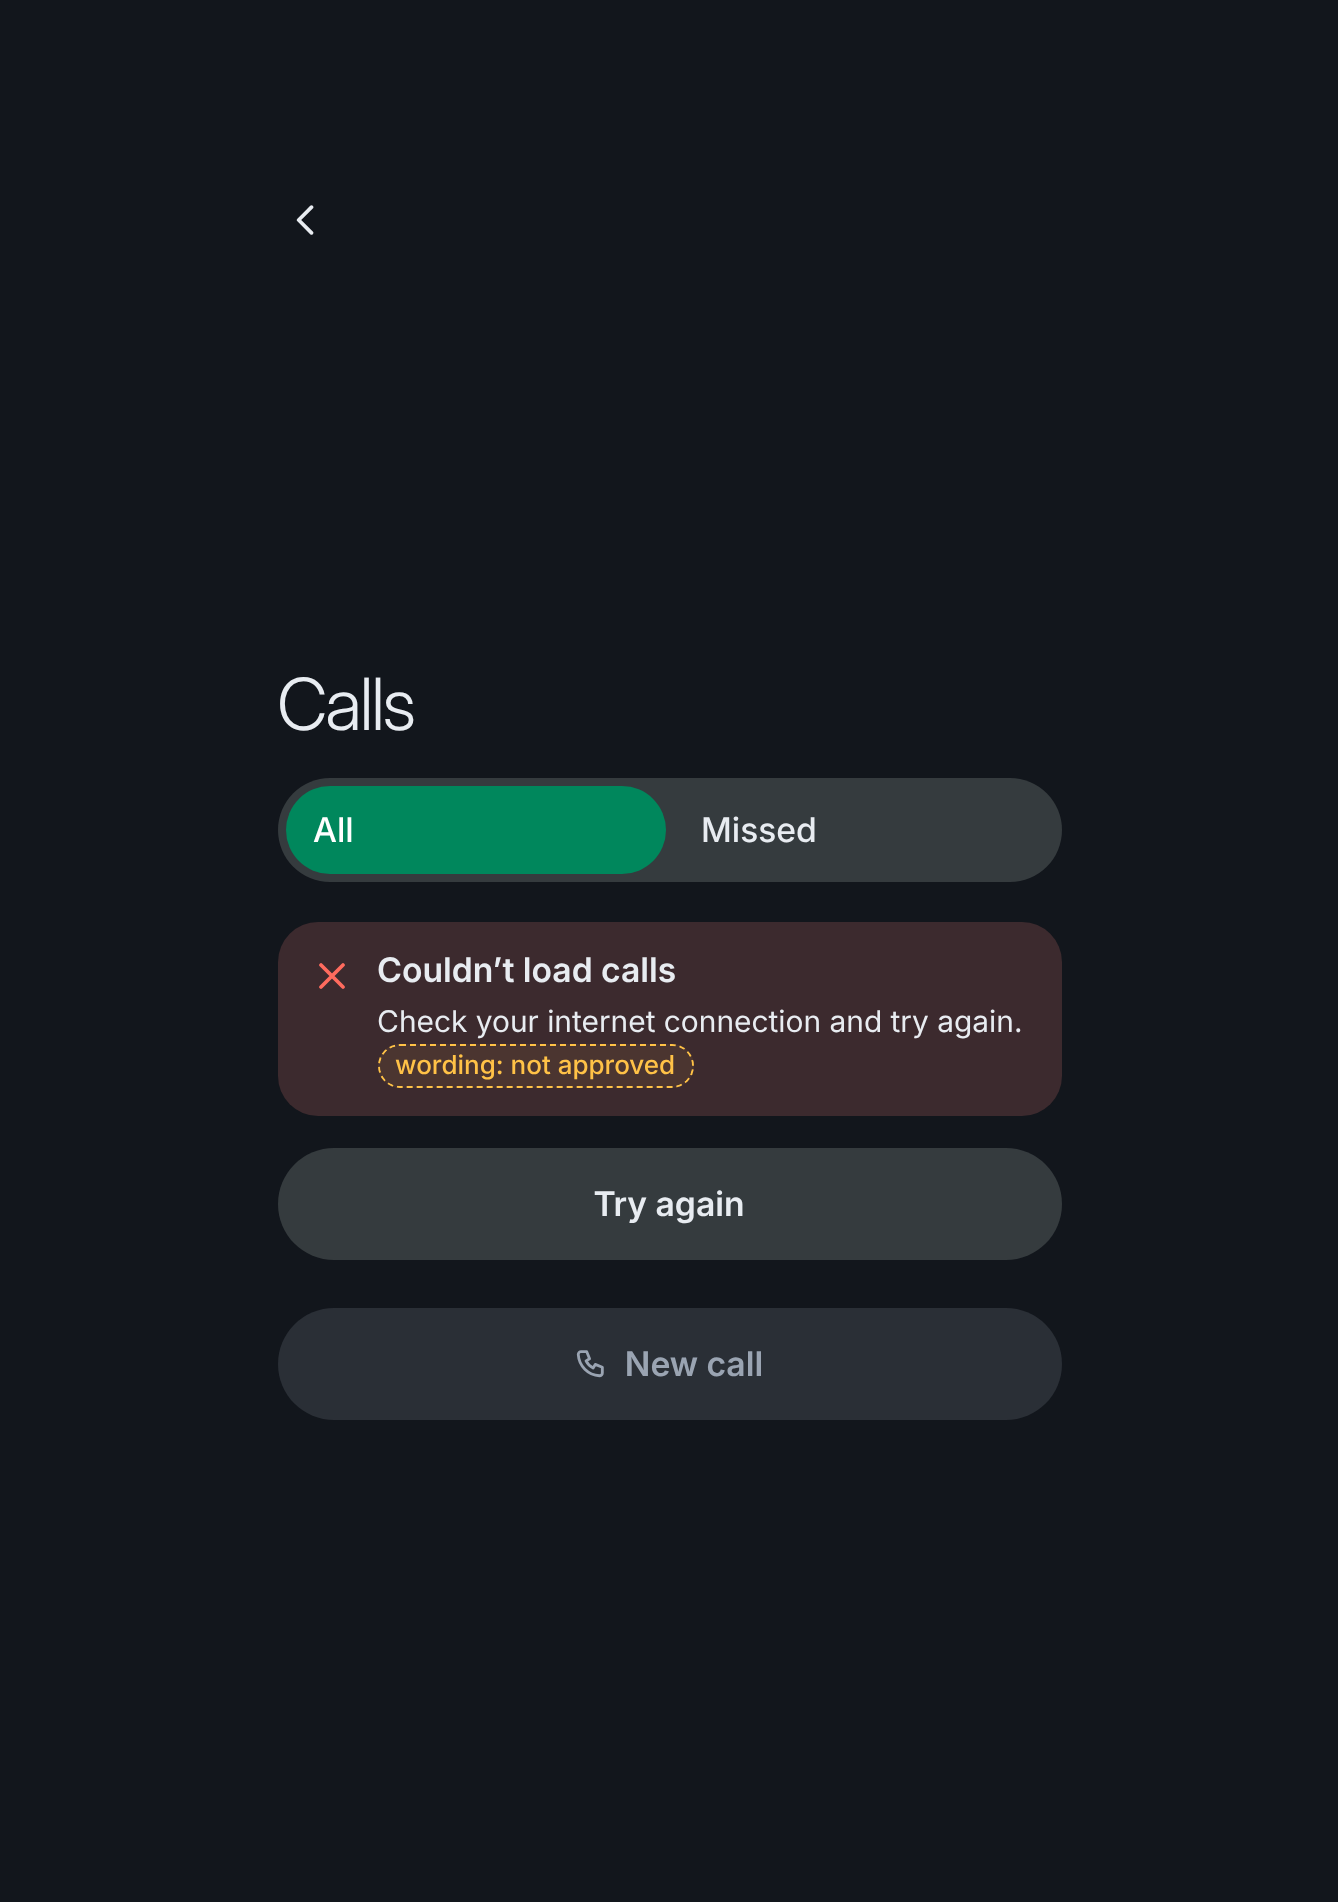 Calls
All
Missed
Couldn’t load calls
Check your internet connection and try again.
wording: not approved
Try again
New call